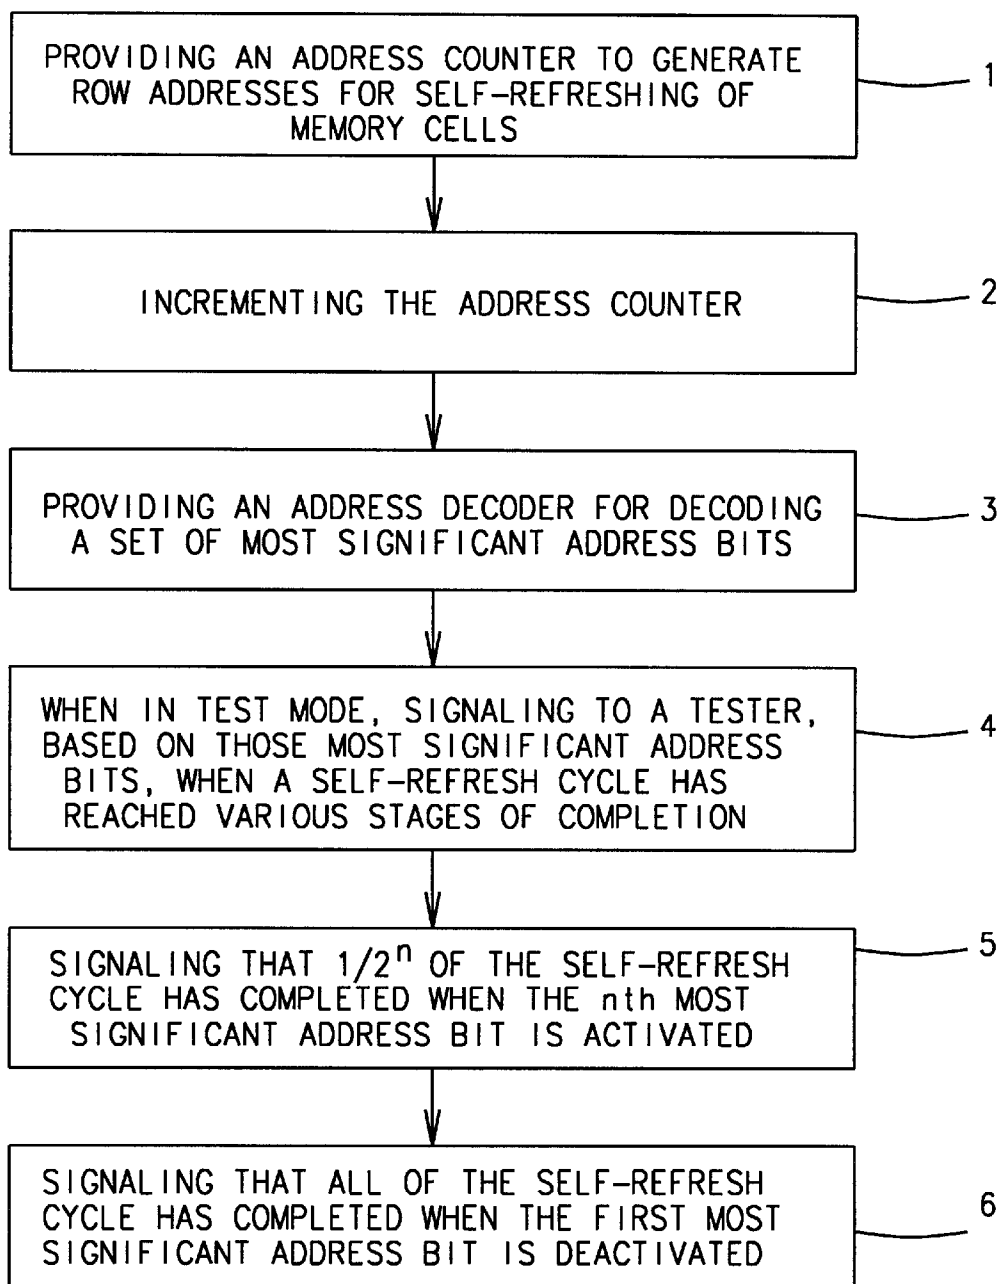 PROVIDING AN ADDRESS COUNTER TO GENERATE
ROW ADDRESSES FOR SELF-REFRESHING OF
MEMORY CELLS
1
INCREMENTING THE ADDRESS COUNTER
2
PROVIDING AN ADDRESS DECODER FOR DECODING
A SET OF MOST SIGNIFICANT ADDRESS BITS
3
WHEN IN TEST MODE, SIGNALING TO A TESTER,
BASED ON THOSE MOST SIGNIFICANT ADDRESS
BITS, WHEN A SELF-REFRESH CYCLE HAS
REACHED VARIOUS STAGES OF COMPLETION
4
SIGNALING THAT 1/2ⁿ OF THE SELF-REFRESH
CYCLE HAS COMPLETED WHEN THE nth MOST
SIGNIFICANT ADDRESS BIT IS ACTIVATED
5
SIGNALING THAT ALL OF THE SELF-REFRESH
CYCLE HAS COMPLETED WHEN THE FIRST MOST
SIGNIFICANT ADDRESS BIT IS DEACTIVATED
6